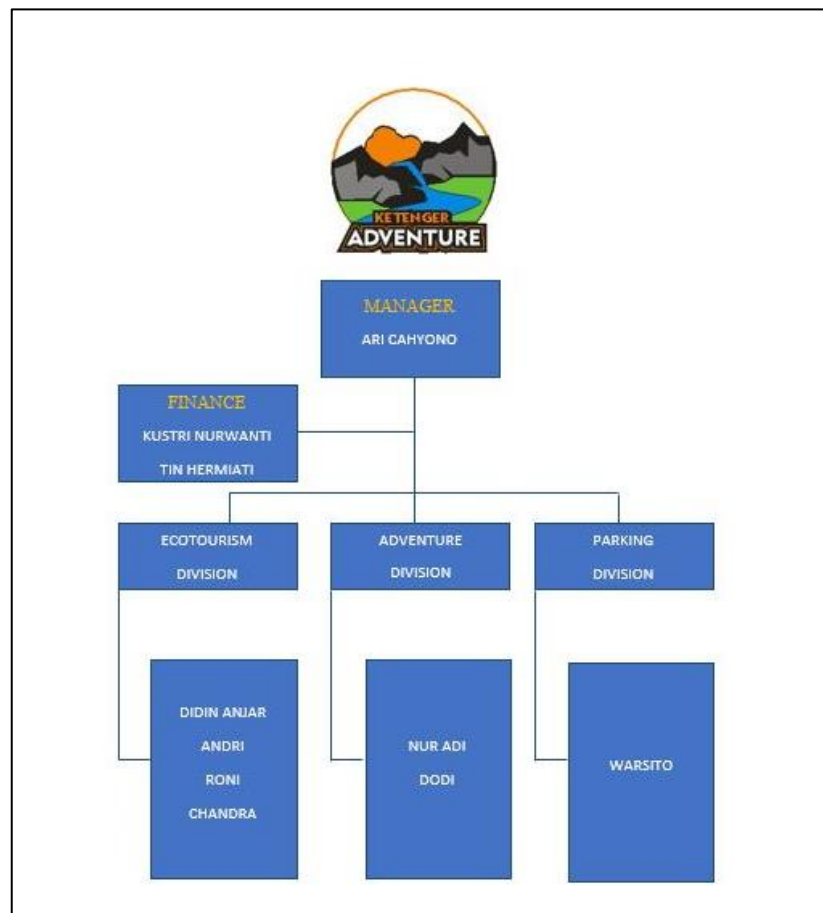 KETENGER
ADVENTURE
MANAGER
ARI CAHYONO
FINANCE
KUSTRI NURWANTI
TIN HERMIATI
ECOTOURISM
DIVISION
ADVENTURE
DIVISION
PARKING
DIVISION
DIDIN ANJAR
ANDRI
RONI
CHANDRA
NUR ADI
DODI
WARSITO